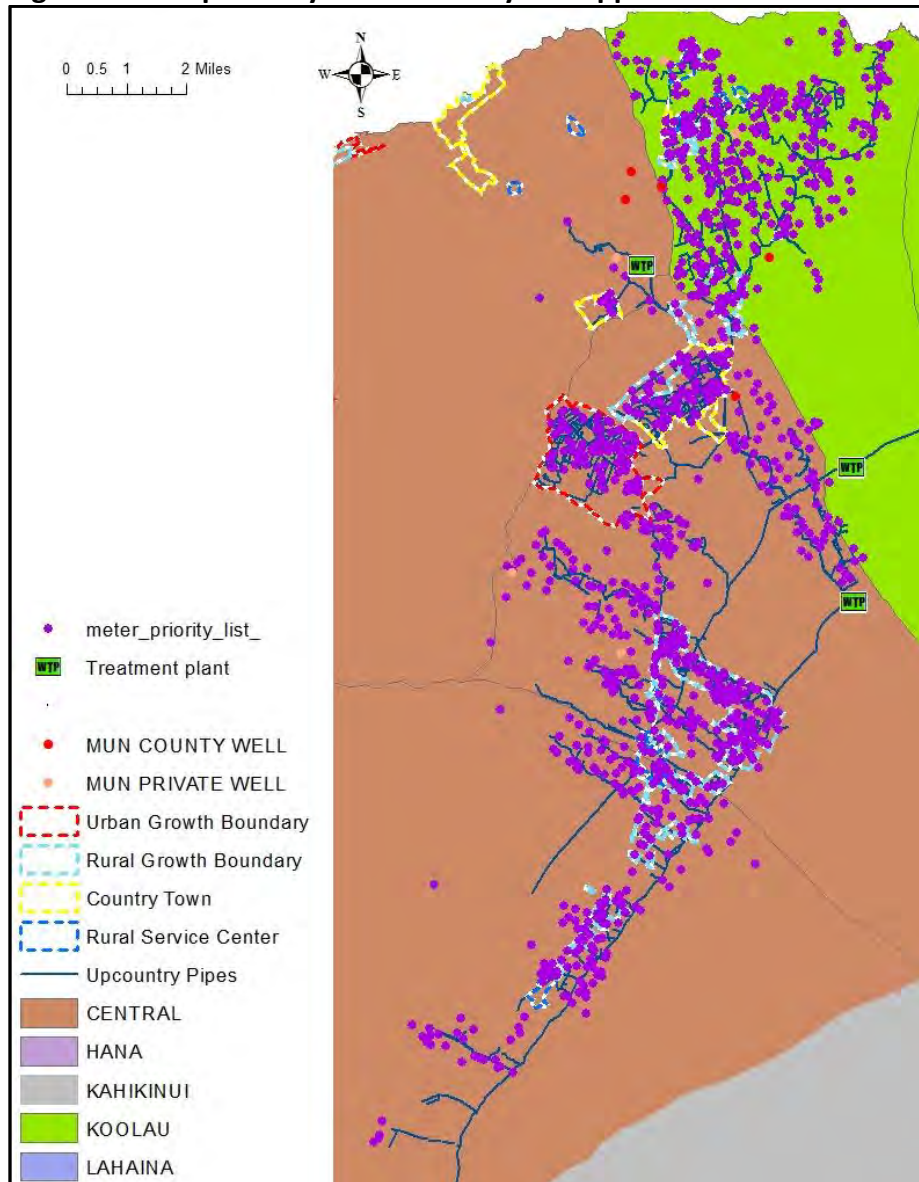 0 0.5 1 2 Miles
N
W E
S
WTP
WTP
WTP
meter_priority_list_
WTP Treatment plant
MUN COUNTY WELL
MUN PRIVATE WELL
Urban Growth Boundary
Rural Growth Boundary
Country Town
Rural Service Center
Upcountry Pipes
CENTRAL
HANA
KAHIKINUI
KOOLAU
LAHAINA